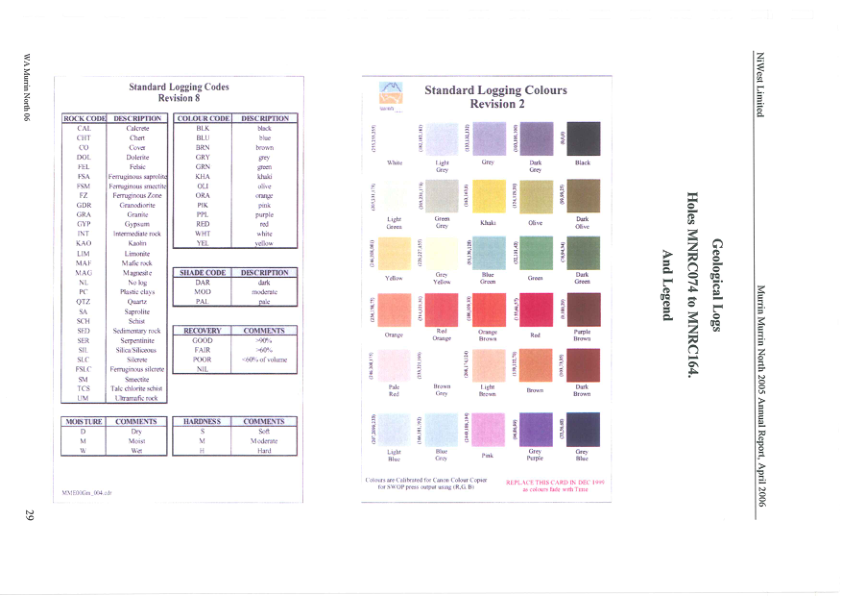 NiWest Limited
Murrin Murrin North 2005 Annual Report, April 2006
Geological Logs
Holes MNRC074 to MNRC164.
And Legend
Standard Logging Codes
Revision 8
ROCK CODE DESCRIPTION
CAL Calcrete
CHT Chert
CO Cover
DOL Dolerite
FEL Felsic
FSA Ferruginous saprolite
FSM Ferruginous smectite
FZ Ferruginous Zone
GDR Granodiorite
GRA Granite
GYP Gypsum
INT Intermediate rock
KAO Kaolin
LIM Limonite
MAF Mafic rock
MAG Magnesite
NL No log
PC Plastic clays
QTZ Quartz
SA Saprolite
SCH Schist
SED Sedimentary rock
SER Serpentinite
SIL Silica/Siliceous
SLC Silcrete
FSLC Ferruginous silcrete
SM Smectite
TCS Talc chlorite schist
UM Ultramafic rock
COLOUR CODE DESCRIPTION
BLK black
BLU blue
BRN brown
GRY grey
GRN green
KHA khaki
OLI olive
ORA orange
PIK pink
PPL purple
RED red
WHT white
YEL yellow
SHADE CODE DESCRIPTION
DAR dark
MOD moderate
PAL pale
RECOVERY COMMENTS
GOOD >90%
FAIR >60%
POOR <60% of volume
NIL
MOISTURE COMMENTS
D Dry
M Moist
W Wet
HARDNESS COMMENTS
S Soft
M Moderate
H Hard
Standard Logging Colours
Revision 2
White
Light Grey
Grey
Dark Grey
Black
Light Green
Green Grey
Khaki
Olive
Dark Olive
Yellow
Grey Yellow
Blue Green
Green
Dark Green
Orange
Red Orange
Orange Brown
Red
Purple Brown
Pale Red
Brown Grey
Light Brown
Brown
Dark Brown
Light Blue
Blue Grey
Pink
Grey Purple
Grey Blue
Colours are Calibrated for Canon Colour Copier
for SWOP press output using (R,G,B)
REPLACE THIS CARD IN DEC 1999
as colours fade with Time
WA Murrin North 06
29